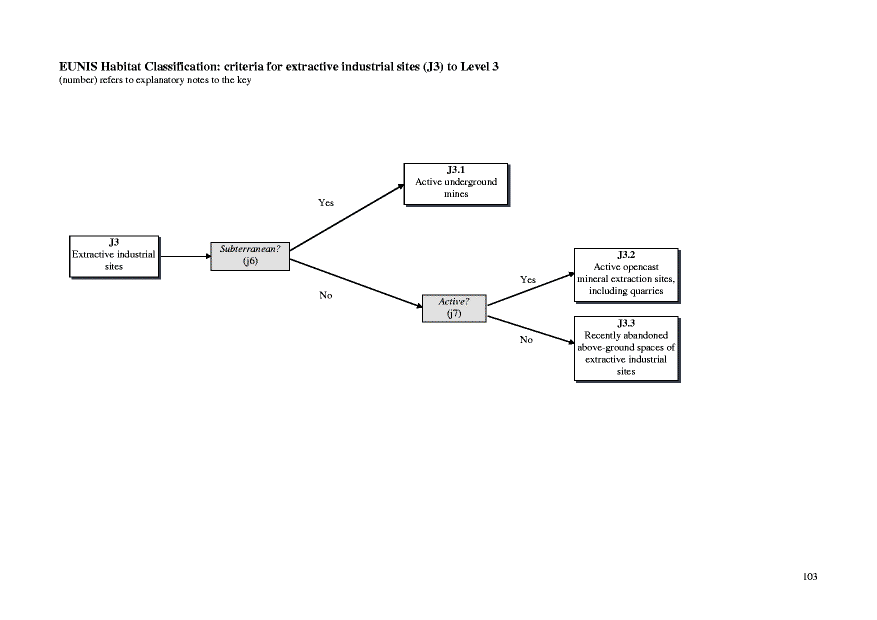 EUNIS Habitat Classification: criteria for extractive industrial sites (J3) to Level 3
(number) refers to explanatory notes to the key
J3.1
Active underground
mines
Yes
J3
Extractive industrial
sites
Subterranean?
(j6)
No
J3.2
Active opencast
mineral extraction sites,
including quarries
Yes
Active?
(j7)
No
J3.3
Recently abandoned
above-ground spaces of
extractive industrial
sites
103